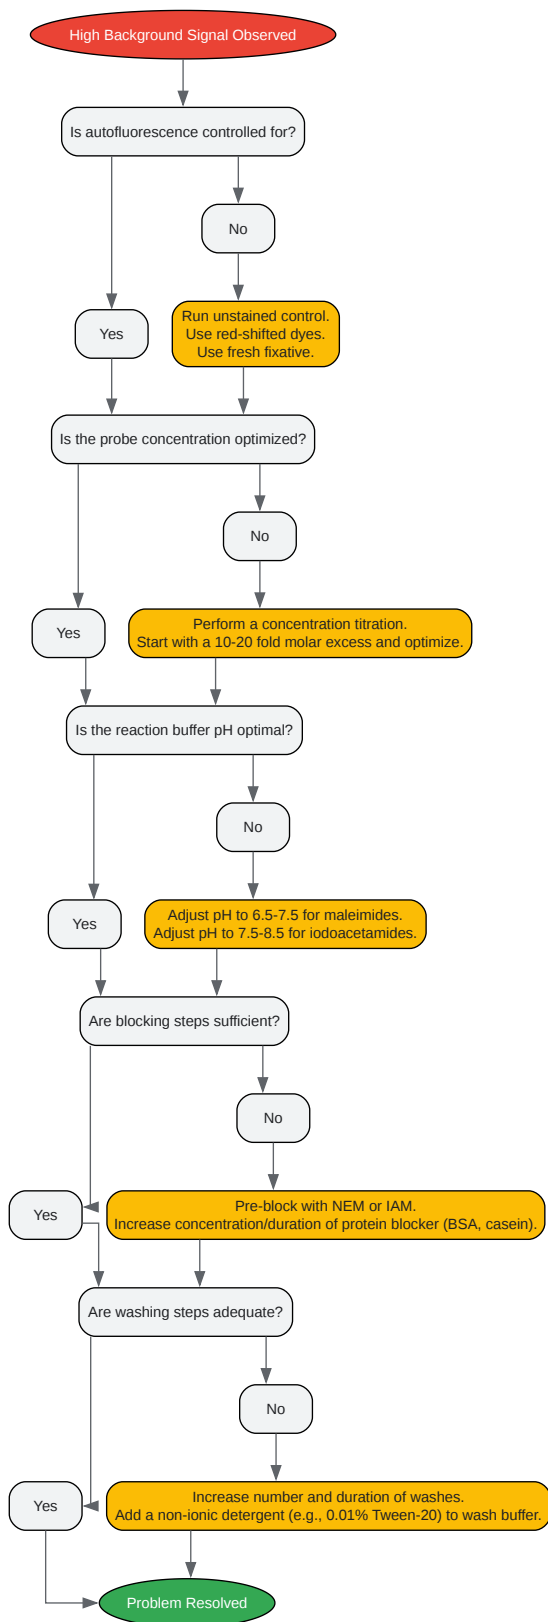 High Background Signal Observed
Is autofluorescence controlled for?
No
Yes
Run unstained control.
Use red-shifted dyes.
Use fresh fixative.
Is the probe concentration optimized?
No
Yes
Perform a concentration titration.
Start with a 10-20 fold molar excess and optimize.
Is the reaction buffer pH optimal?
No
Yes
Adjust pH to 6.5-7.5 for maleimides.
Adjust pH to 7.5-8.5 for iodoacetamides.
Are blocking steps sufficient?
No
Yes
Pre-block with NEM or IAM.
Increase concentration/duration of protein blocker (BSA, casein).
Are washing steps adequate?
No
Yes
Increase number and duration of washes.
Add a non-ionic detergent (e.g., 0.01% Tween-20) to wash buffer.
Problem Resolved